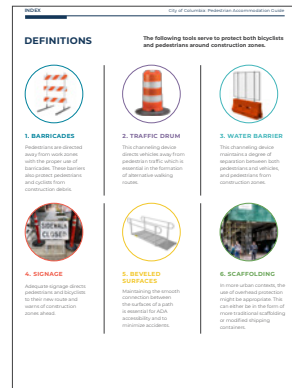 INDEX
City of Columbia: Pedestrian Accommodation Guide
DEFINITIONS
The following tools serve to protect both bicyclists
and pedestrians around construction zones.
1. BARRICADES
Pedestrians are directed
away from work zones
with the proper use of
barricades. These barriers
also protect pedestrians
and cyclists from
construction debris.
2. TRAFFIC DRUM
This channeling device
directs vehicles away from
pedestrian traffic which is
essential in the formation
of alternative walking
routes.
3. WATER BARRIER
This channeling device
maintains a degree of
separation between both
pedestrians and vehicles,
and pedestrians from
construction zones.
SIDEWALK
CLOSED
4. SIGNAGE
Adequate signage directs
pedestrians and bicyclists
to their new route and
warns of construction
zones ahead.
5. BEVELED
SURFACES
Maintaining the smooth
connection between
the surfaces of a path
is essential for ADA
accessibility and to
minimize accidents.
6. SCAFFOLDING
In more urban contexts, the
use of overhead protection
might be appropriate. This
can either be in the form of
more traditional scaffolding
or modified shipping
containers.